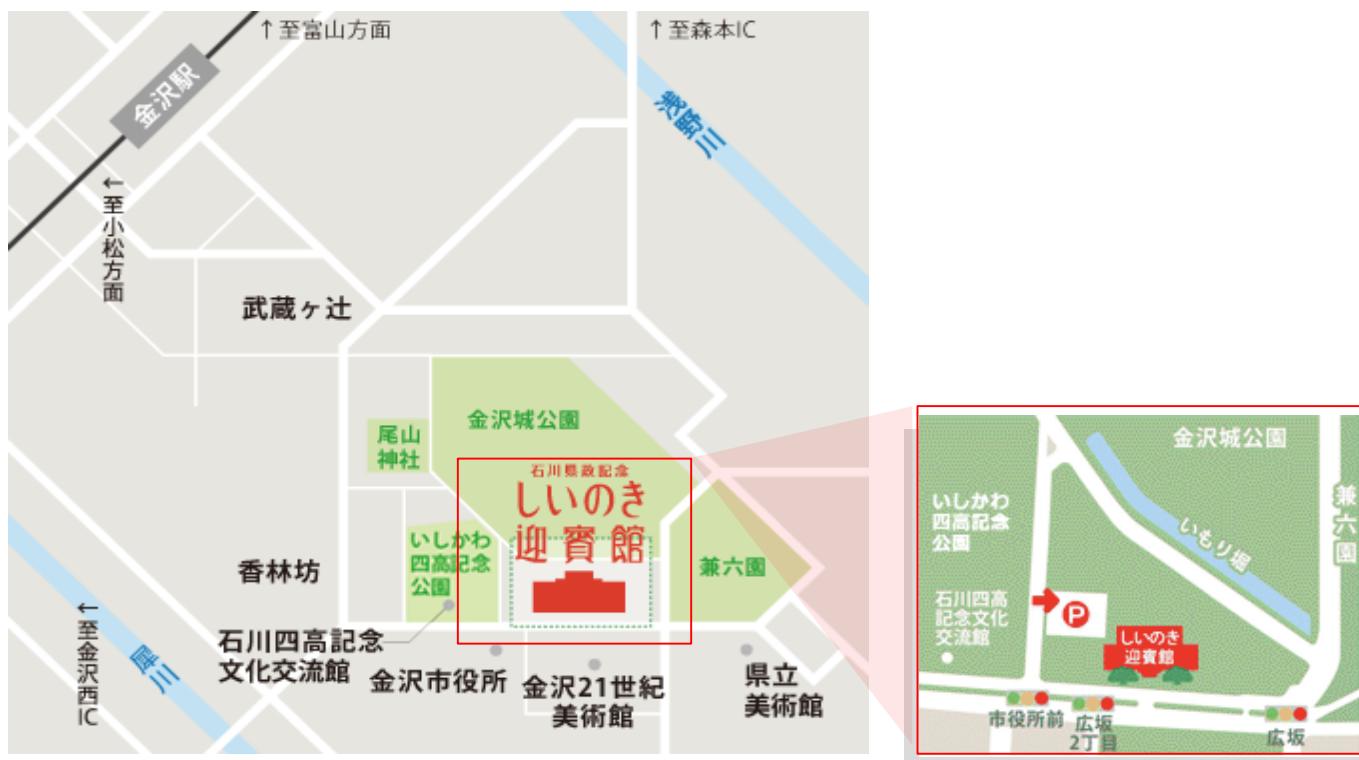 ↑至富山方面
↑至森本IC
金沢駅
浅野川
←至小松方面
武蔵ヶ辻
金沢城公園
尾山
神社
石川県政記念
しいのき
迎賓館
いしかわ
四高記念
公園
兼六園
香林坊
←至金沢西IC
犀川
石川四高記念
文化交流館
金沢市役所
金沢21世紀
美術館
県立
美術館
金沢城公園
兼六園
いしかわ
四高記念
公園
いもり堀
石川四高
記念文化
交流館
P
しいのき
迎賓館
市役所前
広坂
2丁目
広坂